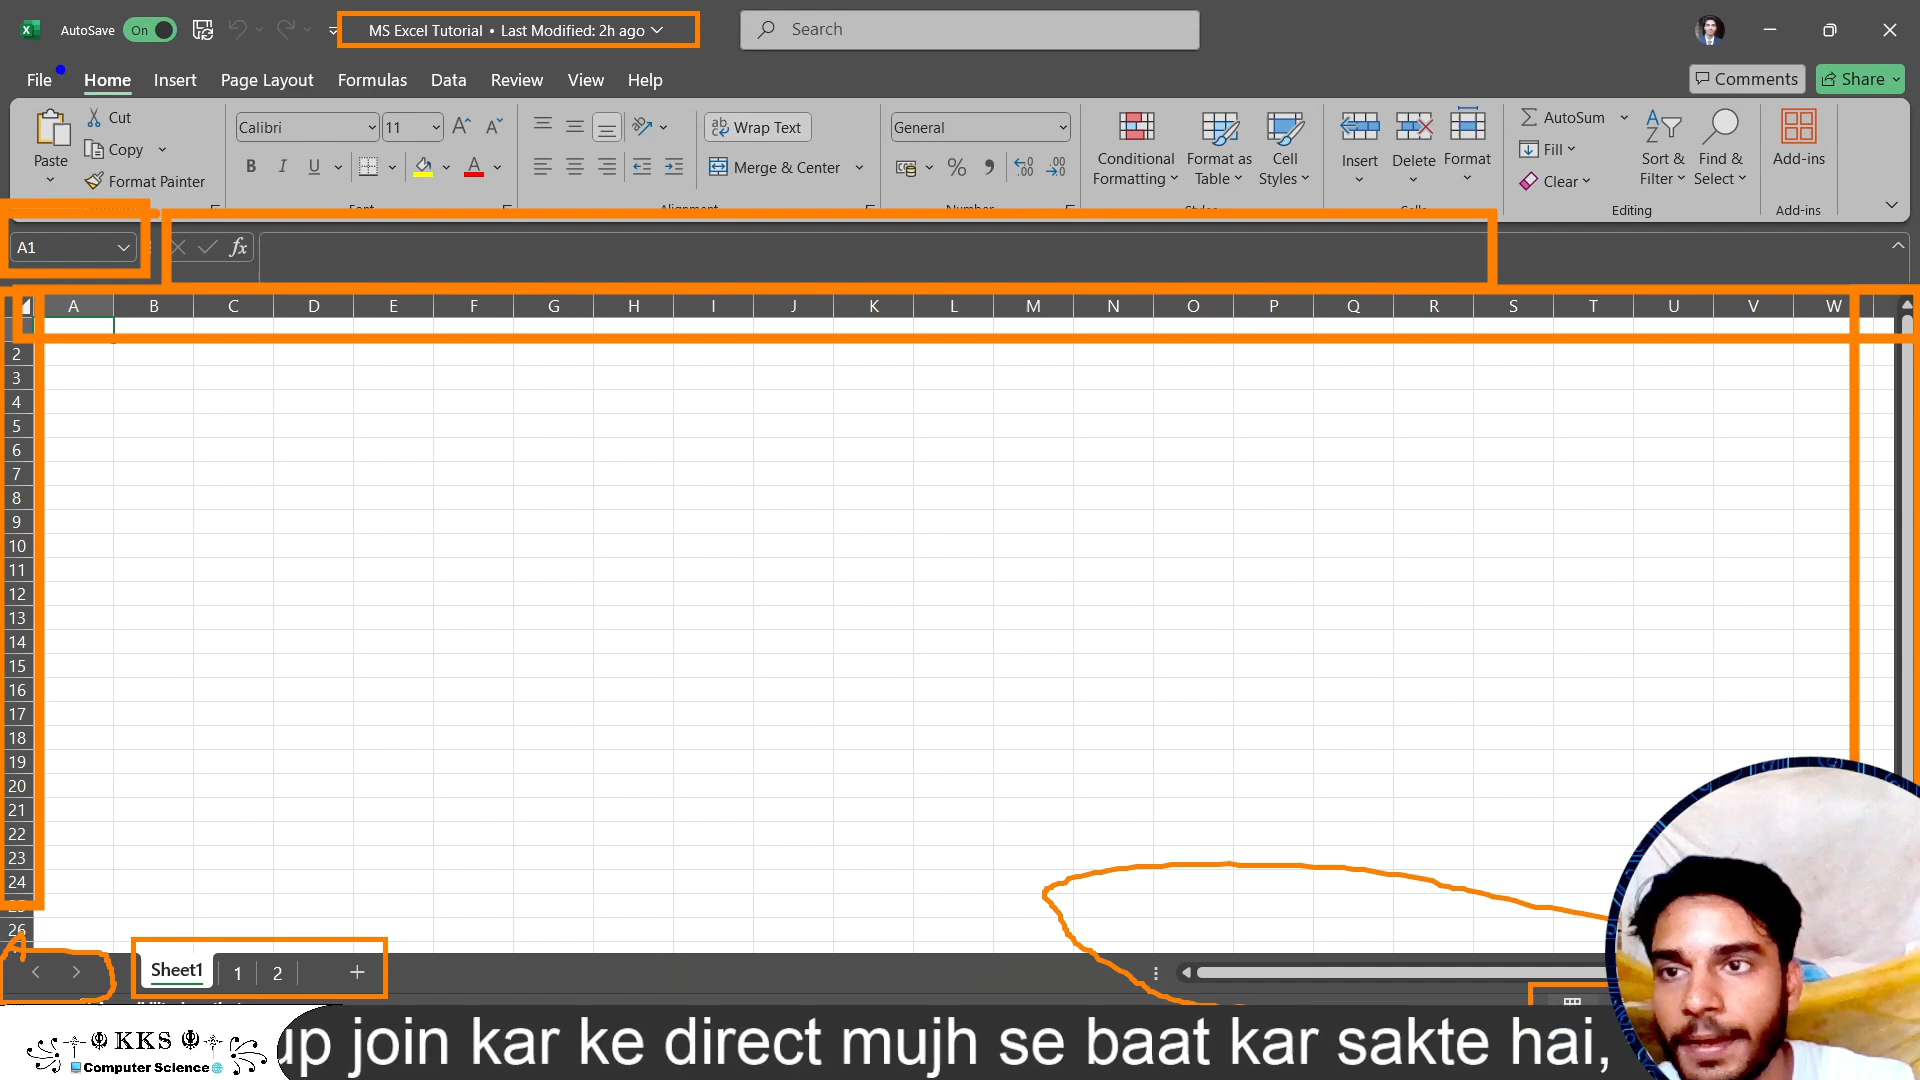 AutoSave On MS Excel Tutorial • Last Modified: 2h ago Search
File Home Insert Page Layout Formulas Data Review View Help Comments Share
Paste Cut Copy Format Painter
Calibri 11
B I U A
Wrap Text
Merge & Center
General
Conditional Formatting
Format as Table
Cell Styles
Insert Delete Format
AutoSum
Fill
Clear
Sort & Filter
Find & Select
Add-ins
Editing Add-ins
A1 fx
A B C D E F G H I J K L M N O P Q R S T U V W
2
3
4
5
6
7
8
9
10
11
12
13
14
15
16
17
18
19
20
21
22
23
24
26
Sheet1 1 2 +
KKS
Computer Science
up join kar ke direct mujh se baat kar sakte hai,